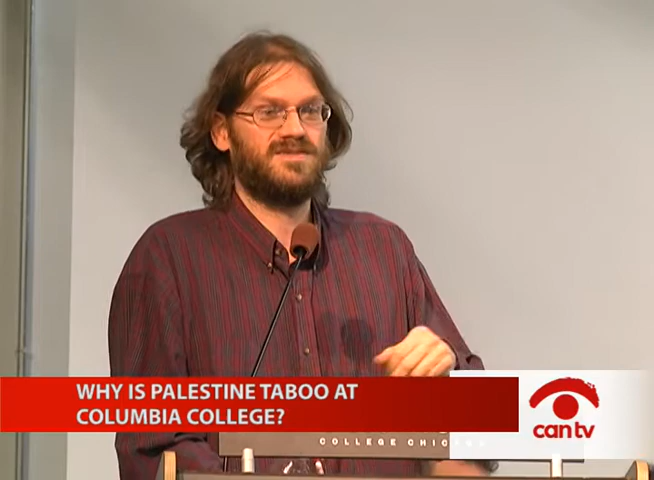 WHY IS PALESTINE TABOO AT
COLUMBIA COLLEGE?
can tv
COLLEGE CHICAGO